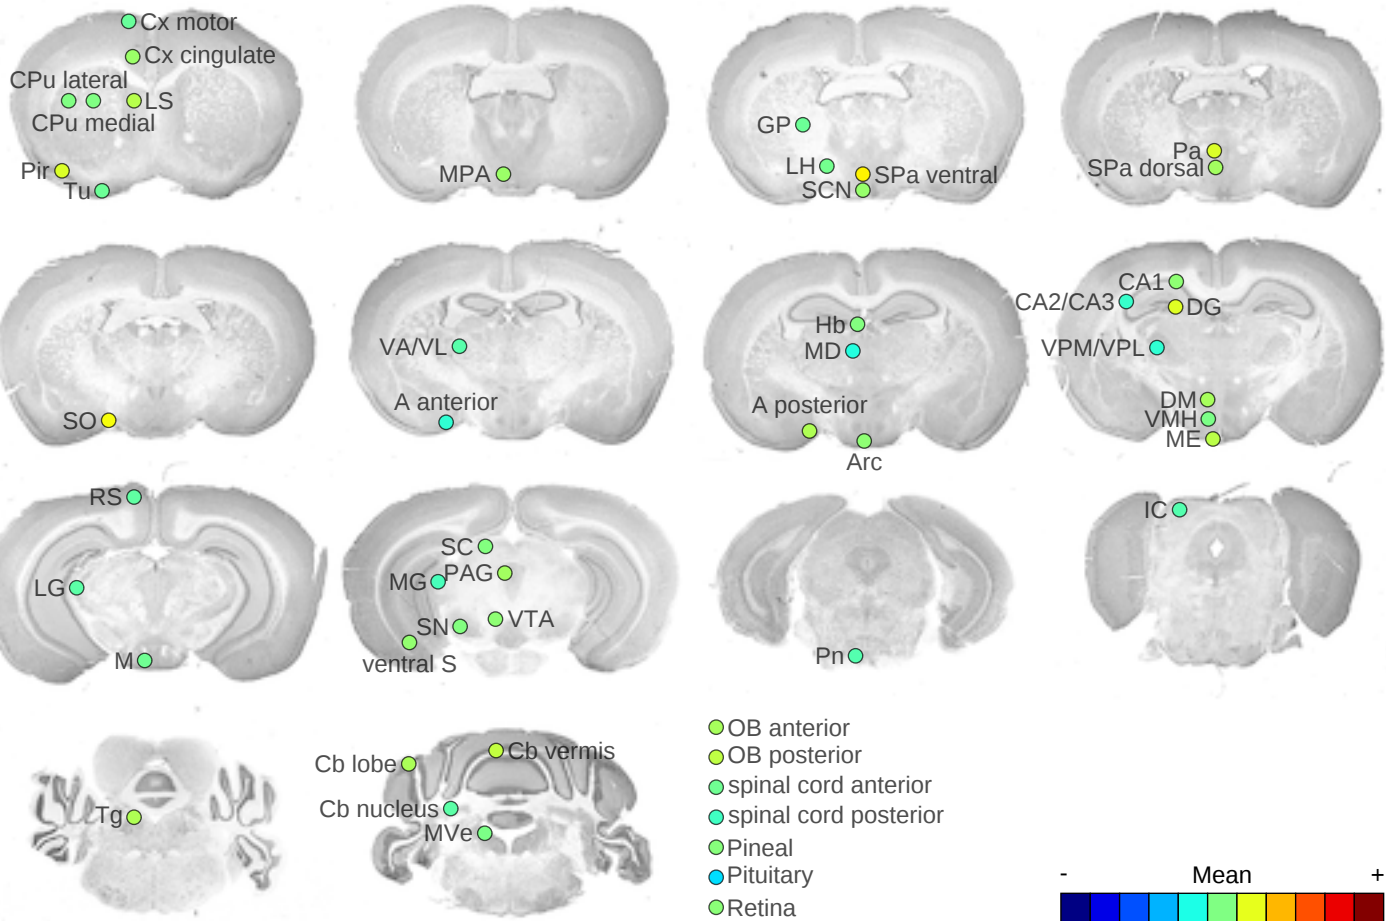 Cx motor
Cx cingulate
CPu lateral
LS
CPu medial
Pir
Tu
MPA
GP
LH
SPa ventral
SCN
Pa
SPa dorsal
SO
VA/VL
A anterior
Hb
MD
A posterior
Arc
CA1
CA2/CA3
DG
VPM/VPL
DM
VMH
ME
RS
LG
M
SC
MG
PAG
SN
VTA
ventral S
Pn
IC
Tg
Cb lobe
Cb vermis
Cb nucleus
MVe
OB anterior
OB posterior
spinal cord anterior
spinal cord posterior
Pineal
Pituitary
Retina
- Mean +